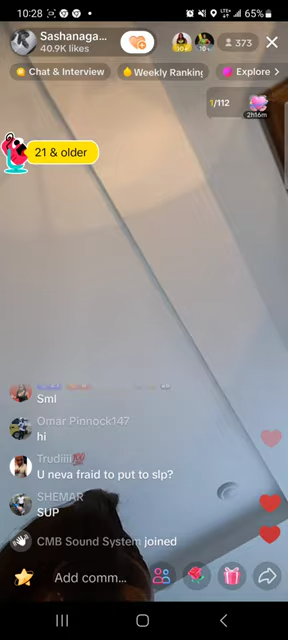 10:28
LTE+
65%
Sashanaga...
40.9K likes
373
Chat & Interview
Weekly Ranking
Explore >
1/112
2h16m
21 & older
Sml
Omar Pinnock147
hi
Trudiiii💯
U neva fraid to put to slp?
SHEMAR
SUP
CMB Sound System joined
Add comm...